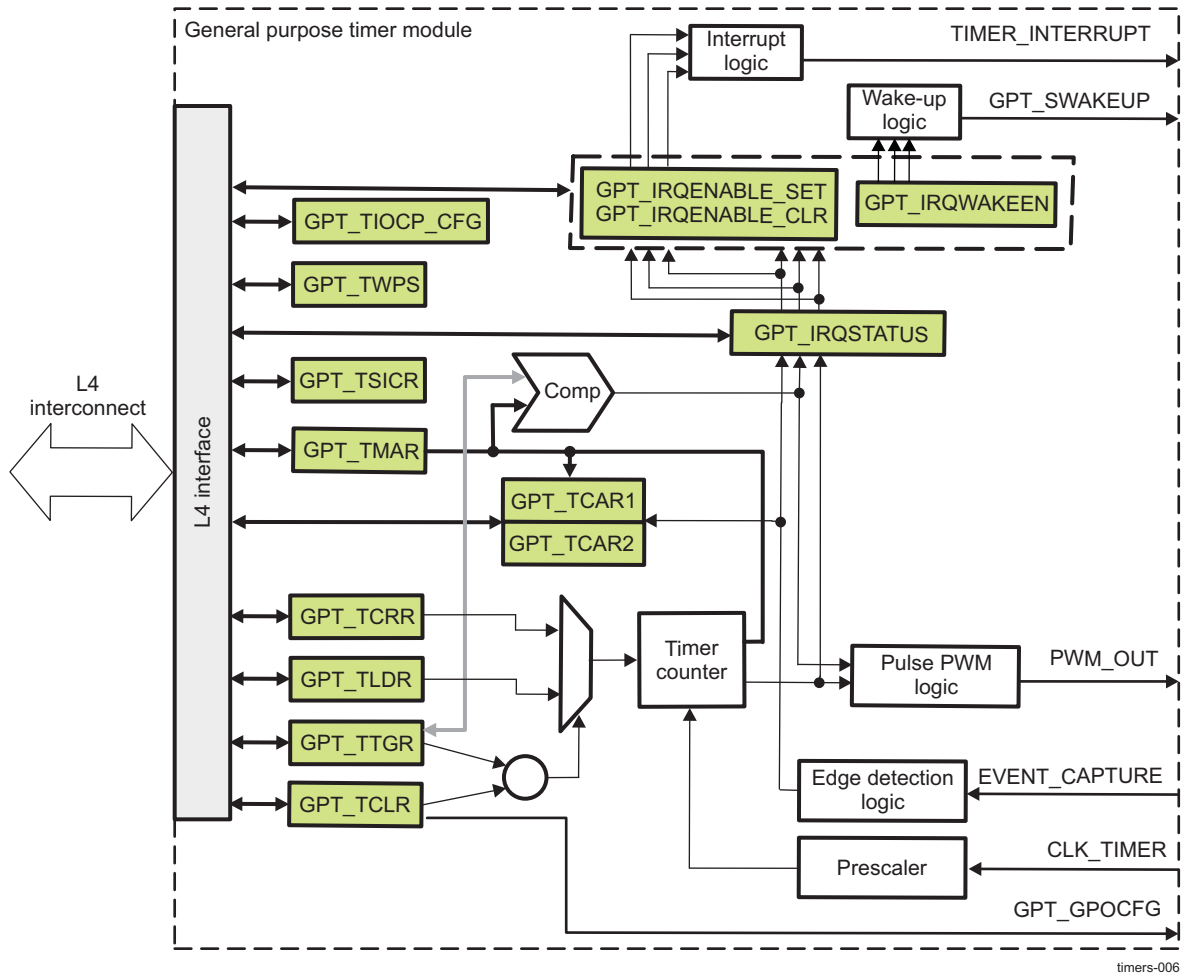 General purpose timer module
Interrupt
logic
TIMER_INTERRUPT
Wake-up
logic
GPT_SWAKEUP
GPT_IRQENABLE_SET
GPT_IRQENABLE_CLR
GPT_IRQWAKEEN
GPT_TIOCP_CFG
GPT_TWPS
GPT_IRQSTATUS
GPT_TSICR
Comp
L4
interconnect
L4 interface
GPT_TMAR
GPT_TCAR1
GPT_TCAR2
GPT_TCRR
Timer
counter
GPT_TLDR
Pulse PWM
logic
PWM_OUT
GPT_TTGR
GPT_TCLR
Edge detection
logic
EVENT_CAPTURE
Prescaler
CLK_TIMER
GPT_GPOCFG
timers-006